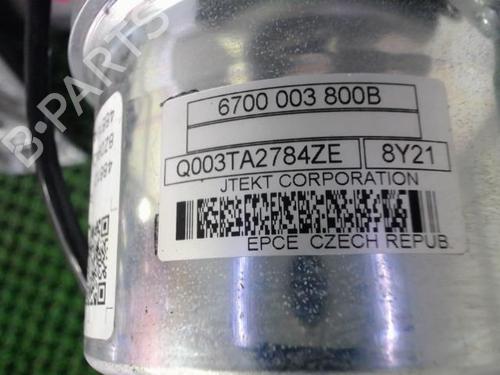 6700 003 800B
Q003TA2784ZE 8Y21
JTEKT CORPORATION
EPCE CZECH REPUB.
B-PARTS